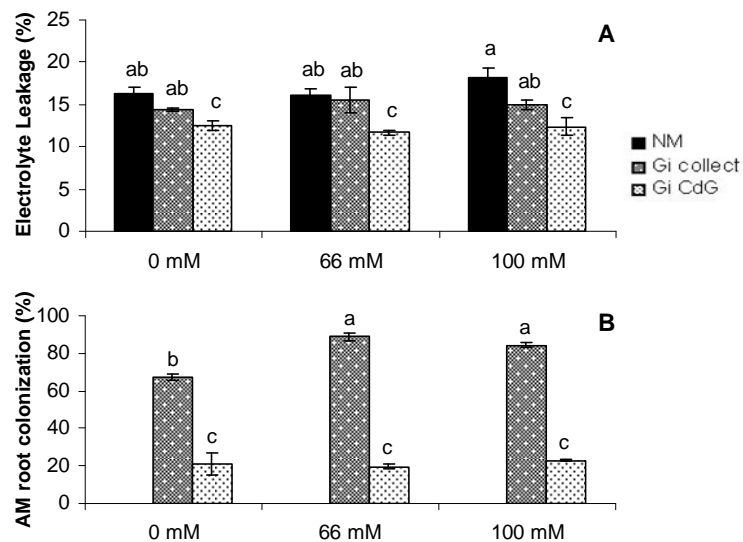 Electrolyte Leakage (%)
25
20
15
10
5
0
A
ab ab c
ab ab c
a ab c
0 mM 66 mM 100 mM
NM
Gi collect
Gi CdG
AM root colonization (%)
100
80
60
40
20
0
B
b c
a c
a c
0 mM 66 mM 100 mM